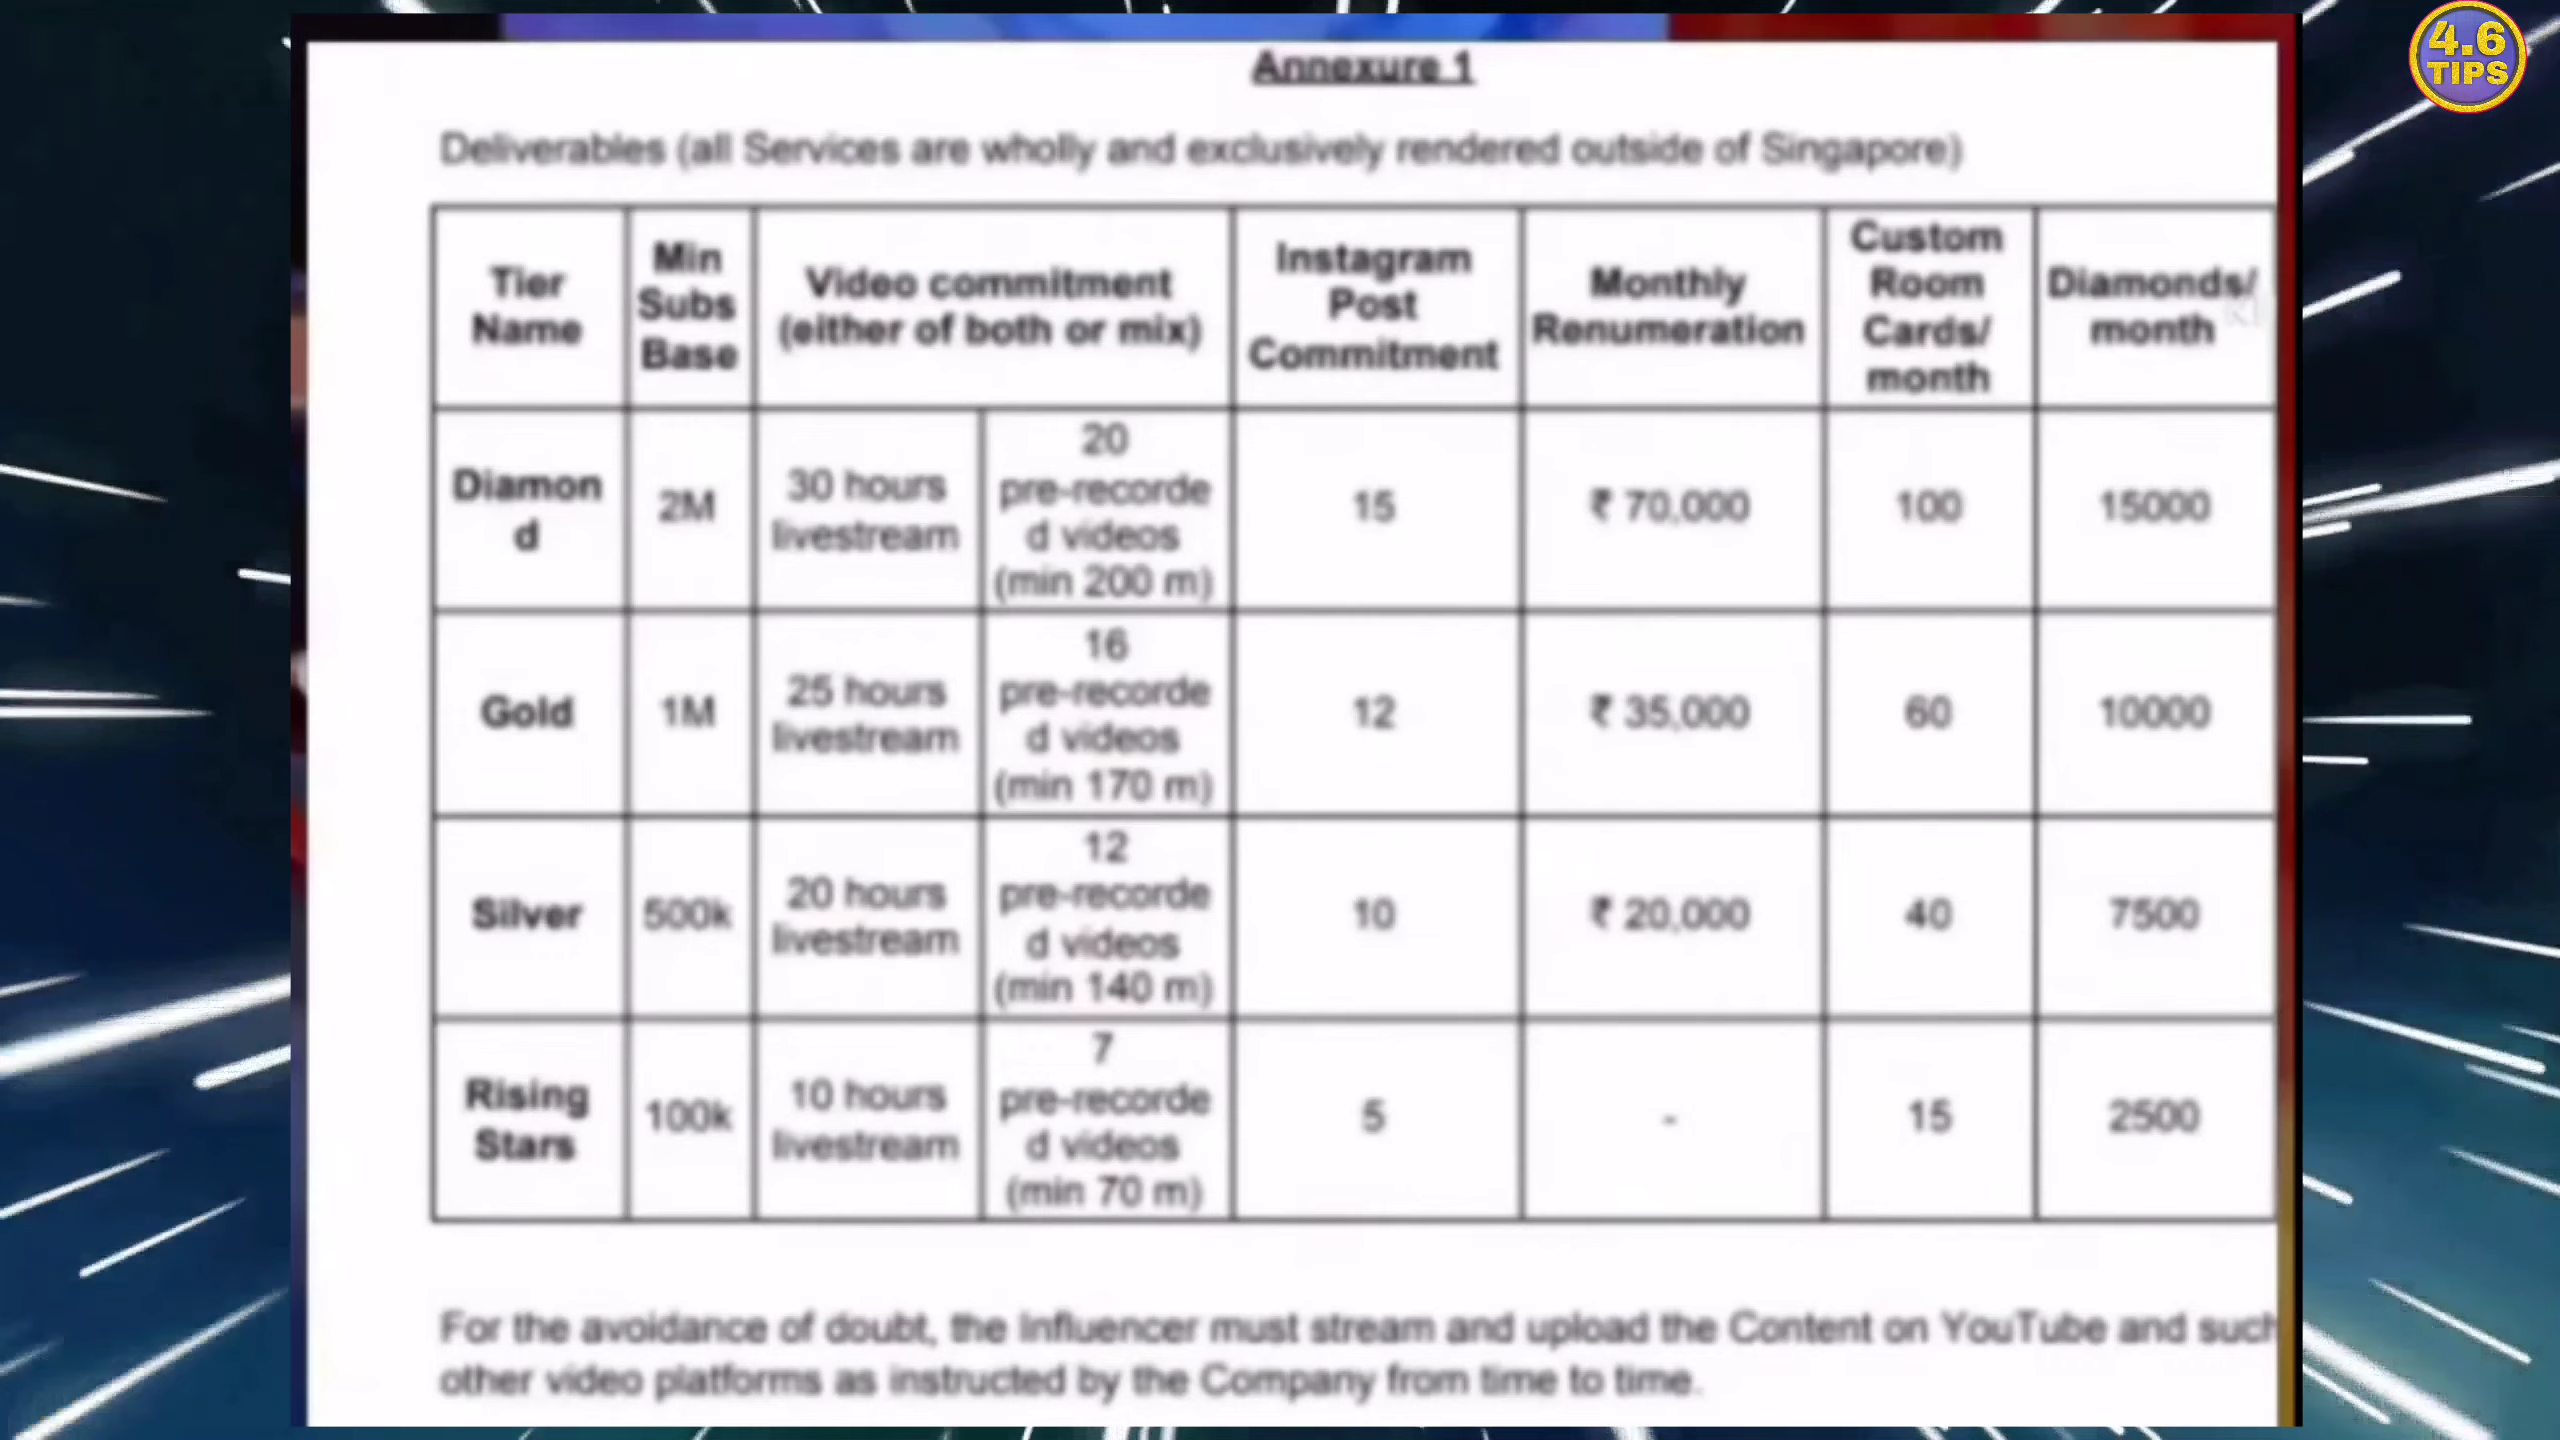 4.6
TIPS
Annexure 1
Deliverables (all Services are wholly and exclusively rendered outside of Singapore)
Tier Name | Min Subs Base | Video commitment (either of both or mix) | Instagram Post Commitment | Monthly Renumeration | Custom Room Cards/ month | Diamonds/ month
Diamon d | 2M | 30 hours livestream | 20 pre-recorde d videos (min 200 m) | 15 | ₹ 70,000 | 100 | 15000
Gold | 1M | 25 hours livestream | 16 pre-recorde d videos (min 170 m) | 12 | ₹ 35,000 | 60 | 10000
Silver | 500k | 20 hours livestream | 12 pre-recorde d videos (min 140 m) | 10 | ₹ 20,000 | 40 | 7500
Rising Stars | 100k | 10 hours livestream | 7 pre-recorde d videos (min 70 m) | 5 | - | 15 | 2500
For the avoidance of doubt, the Influencer must stream and upload the Content on YouTube and such
other video platforms as instructed by the Company from time to time.